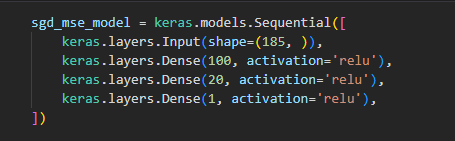 sgd_mse_model = keras.models.Sequential([
    keras.layers.Input(shape=(185, )),
    keras.layers.Dense(100, activation='relu'),
    keras.layers.Dense(20, activation='relu'),
    keras.layers.Dense(1, activation='relu'),
])